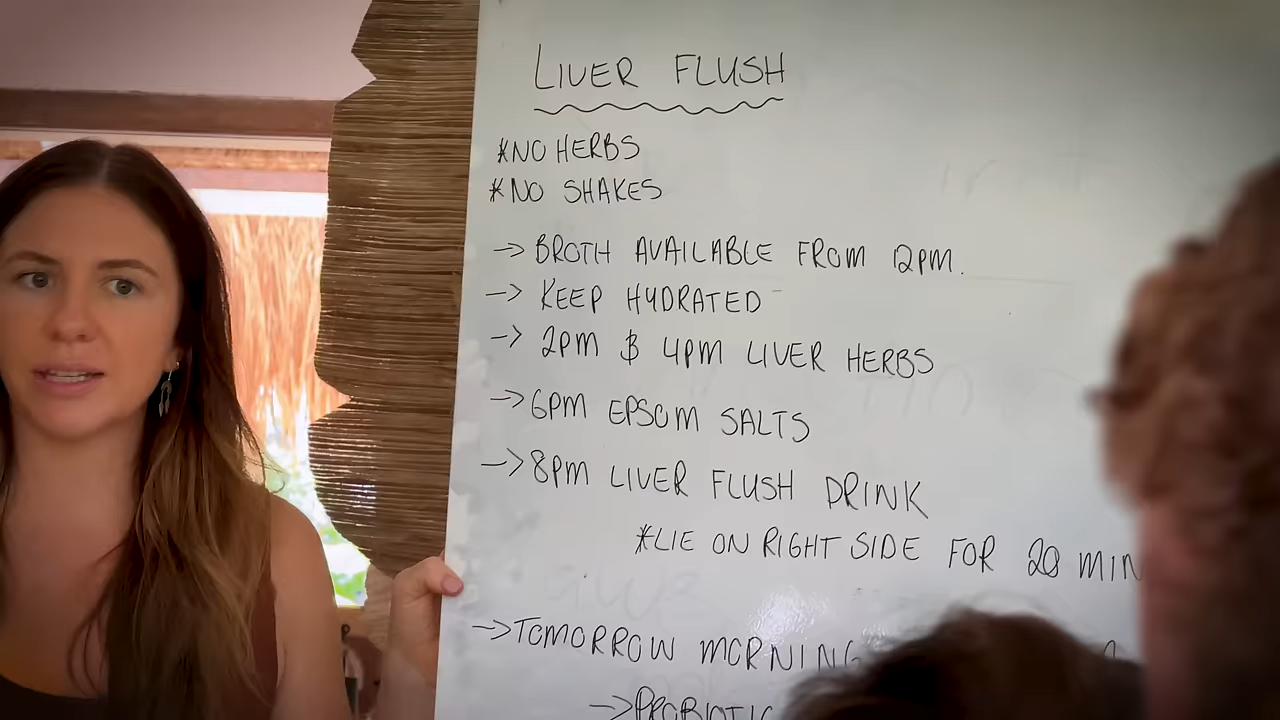 LIVER FLUSH
*NO HERBS
*NO SHAKES
→ BROTH AVAILABLE FROM 12PM.
→ KEEP HYDRATED
→ 2PM & 4PM LIVER HERBS
→ 6PM EPSOM SALTS
→ 8PM LIVER FLUSH DRINK
*LIE ON RIGHT SIDE FOR 20 MIN
→ TOMORROW MORNING
→ PROBIOTIC